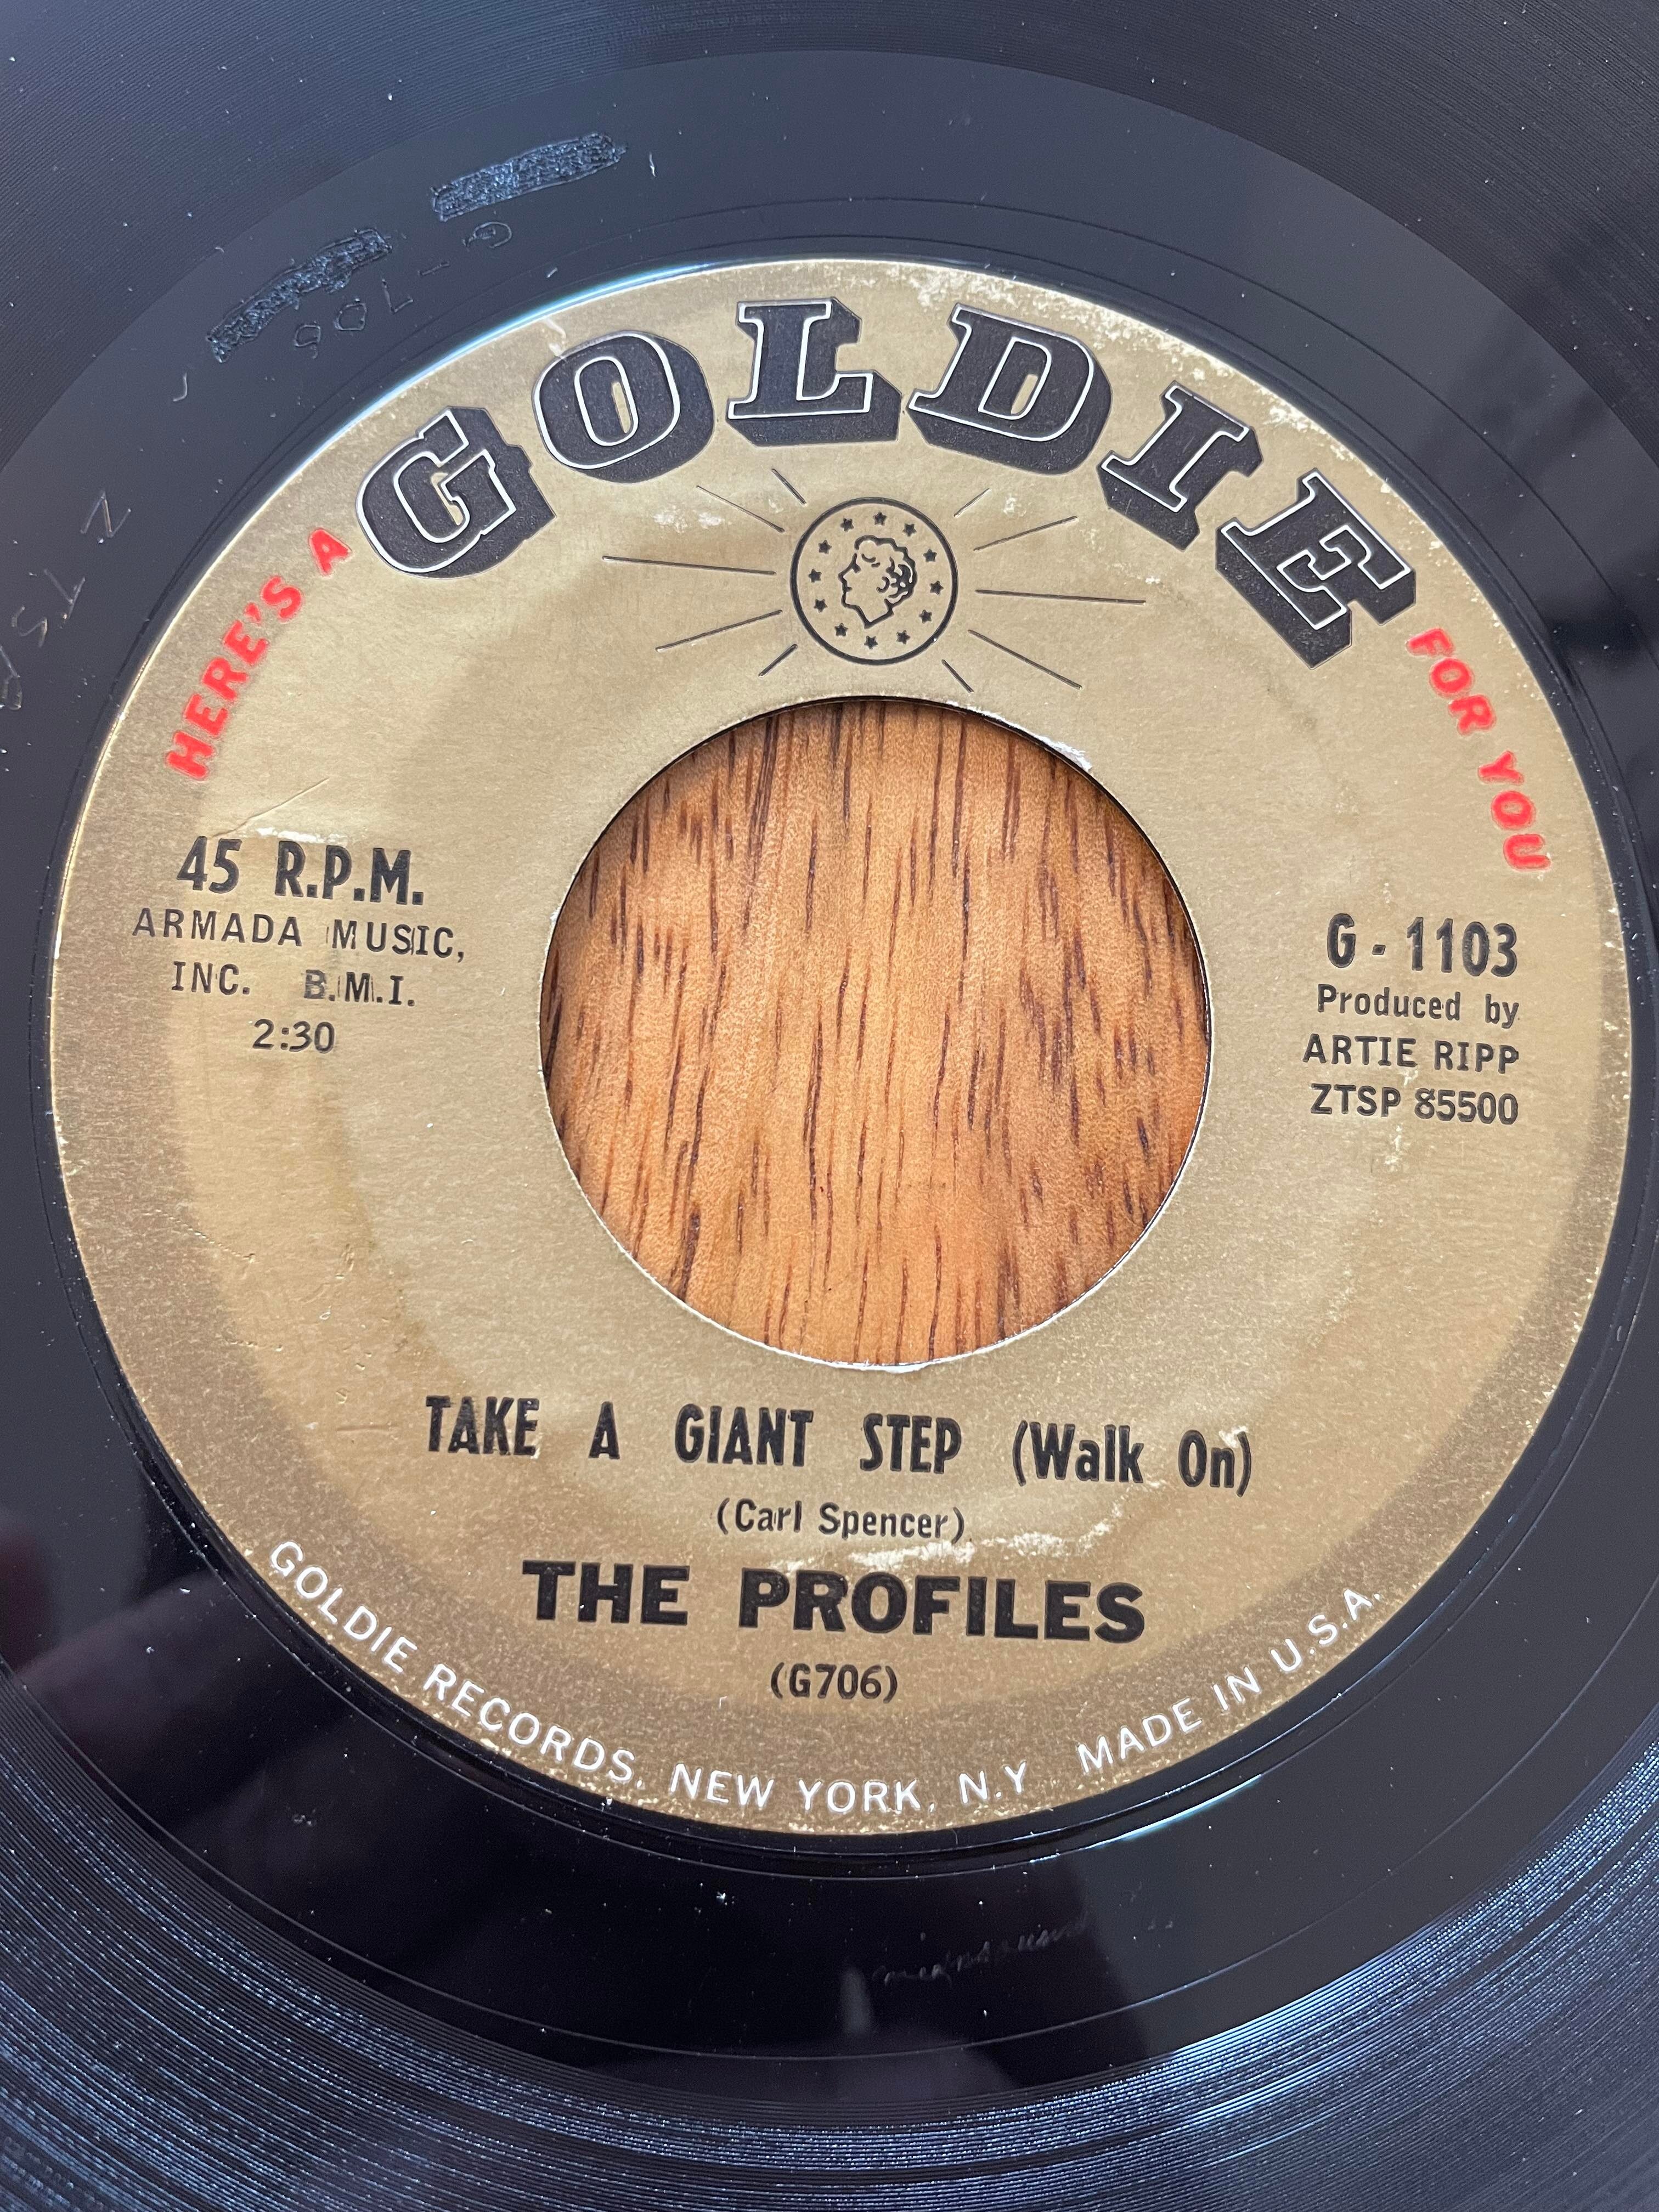 G-706
HERE'S A GOLDIE FOR YOU
45 R.P.M.
ARMADA MUSIC,
INC. B.M.I.
2:30
G - 1103
Produced by
ARTIE RIPP
ZTSP 85500
TAKE A GIANT STEP (Walk On)
(Carl Spencer)
THE PROFILES
(G706)
GOLDIE RECORDS, NEW YORK, N.Y MADE IN U.S.A.